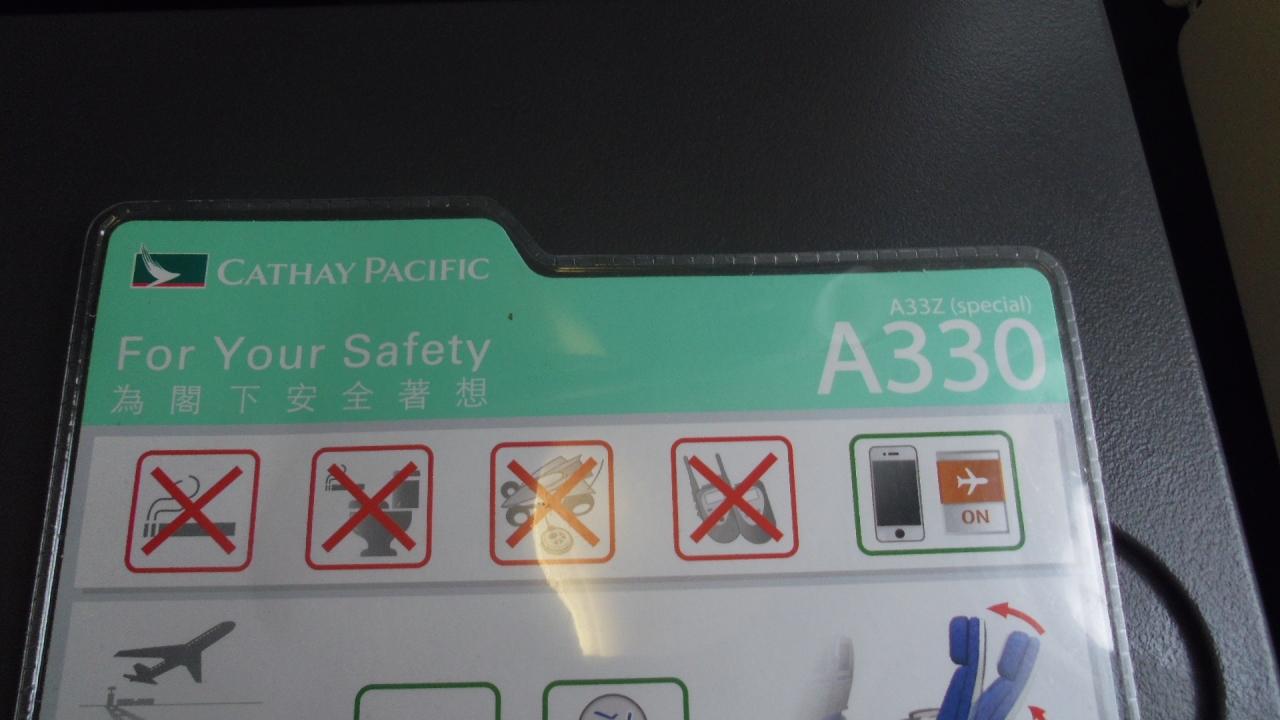 CATHAY PACIFIC
A33Z (special)
A330
For Your Safety
為閣下安全著想
ON